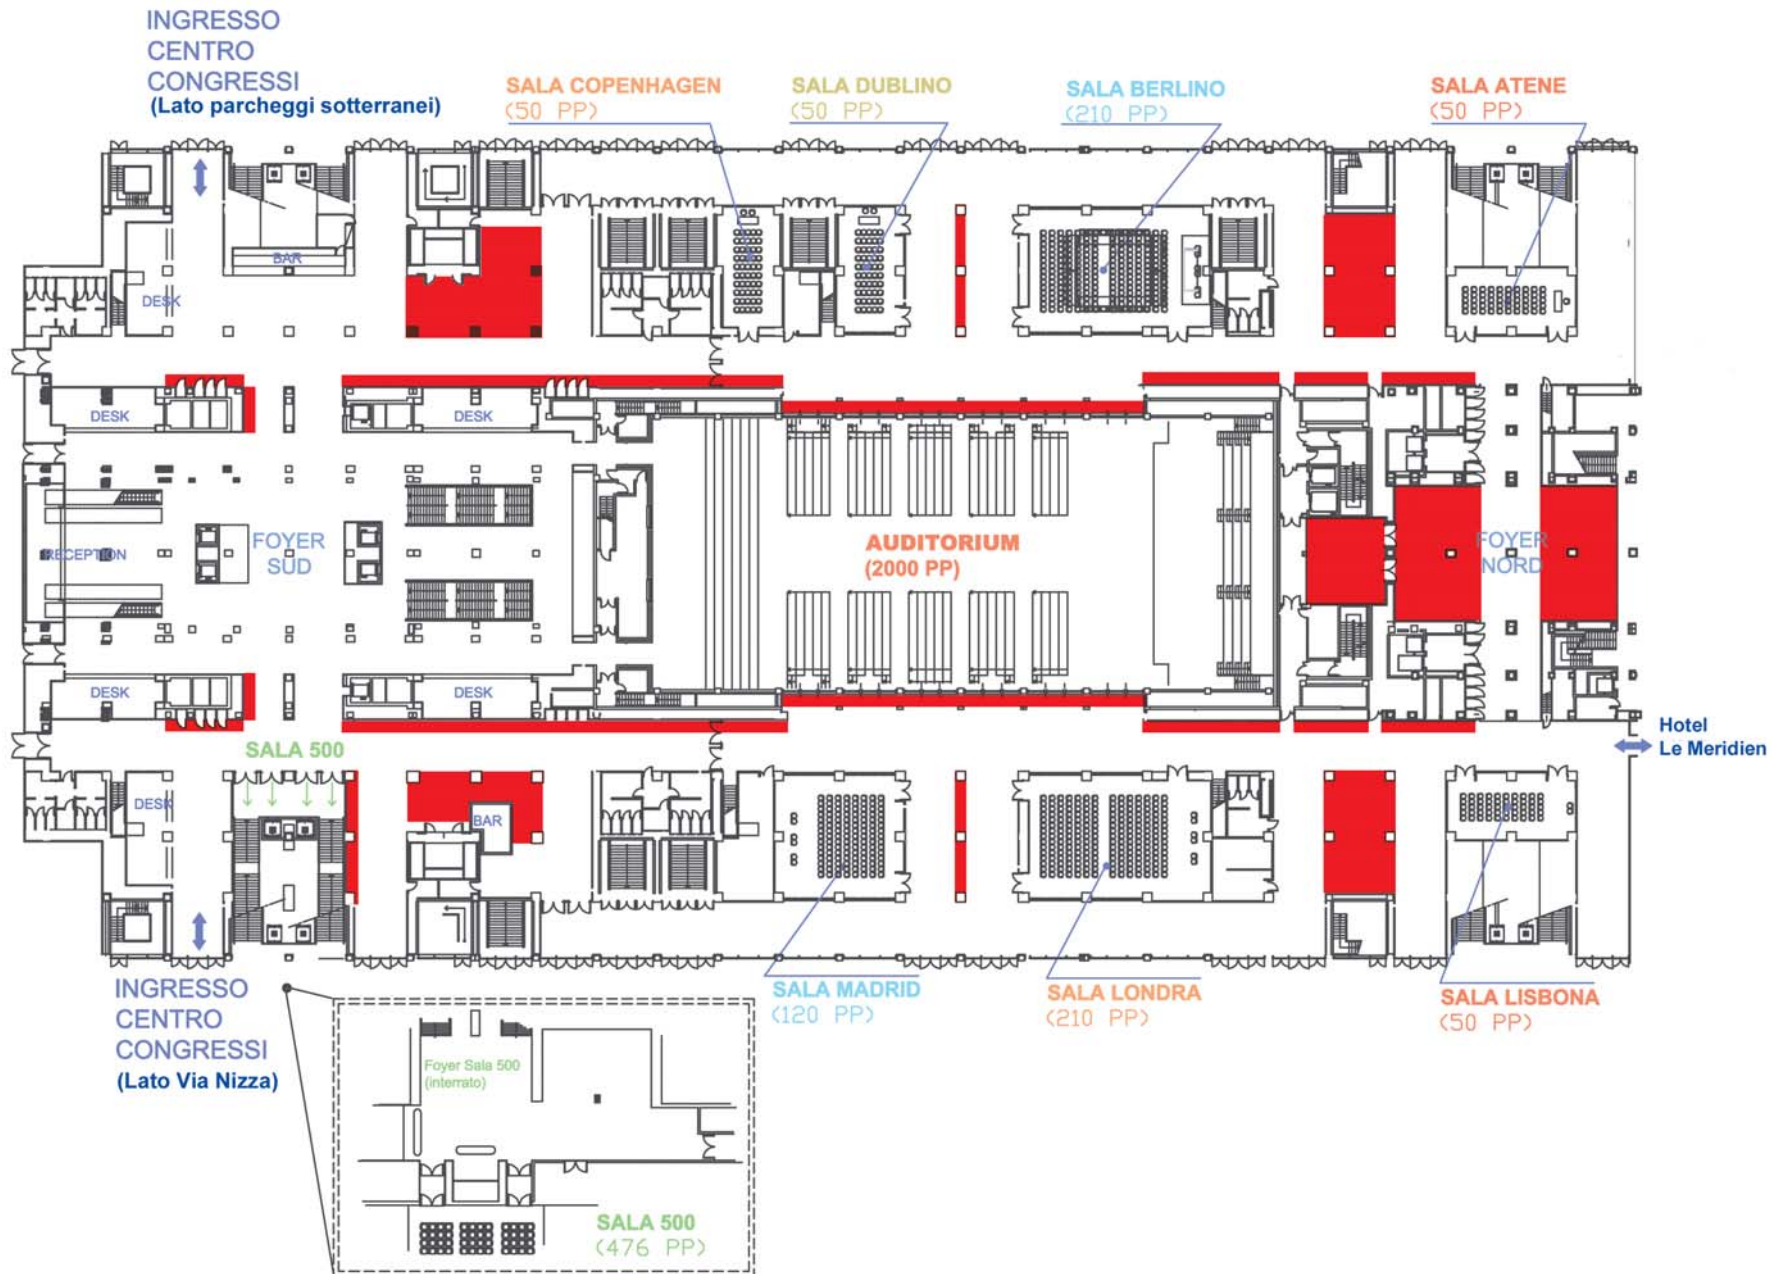 INGRESSO
CENTRO
CONGRESSI
(Lato parcheggi sotterranei)
SALA COPENHAGEN
(50 PP)
SALA DUBLINO
(50 PP)
SALA BERLINO
(210 PP)
SALA ATENE
(50 PP)
BAR
DESK
DESK
DESK
RECEPTION
FOYER
SUD
AUDITORIUM
(2000 PP)
FOYER
NORD
DESK
DESK
SALA 500
Hotel
Le Meridien
DESK
BAR
INGRESSO
CENTRO
CONGRESSI
(Lato Via Nizza)
SALA MADRID
(120 PP)
SALA LONDRA
(210 PP)
SALA LISBONA
(50 PP)
Foyer Sala 500
(interrato)
SALA 500
(476 PP)